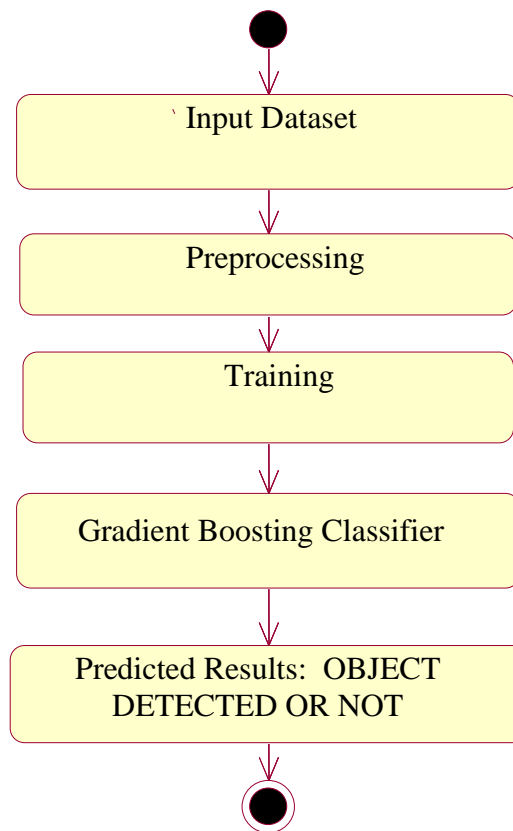 Input Dataset
Preprocessing
Training
Gradient Boosting Classifier
Predicted Results: OBJECT
DETECTED OR NOT